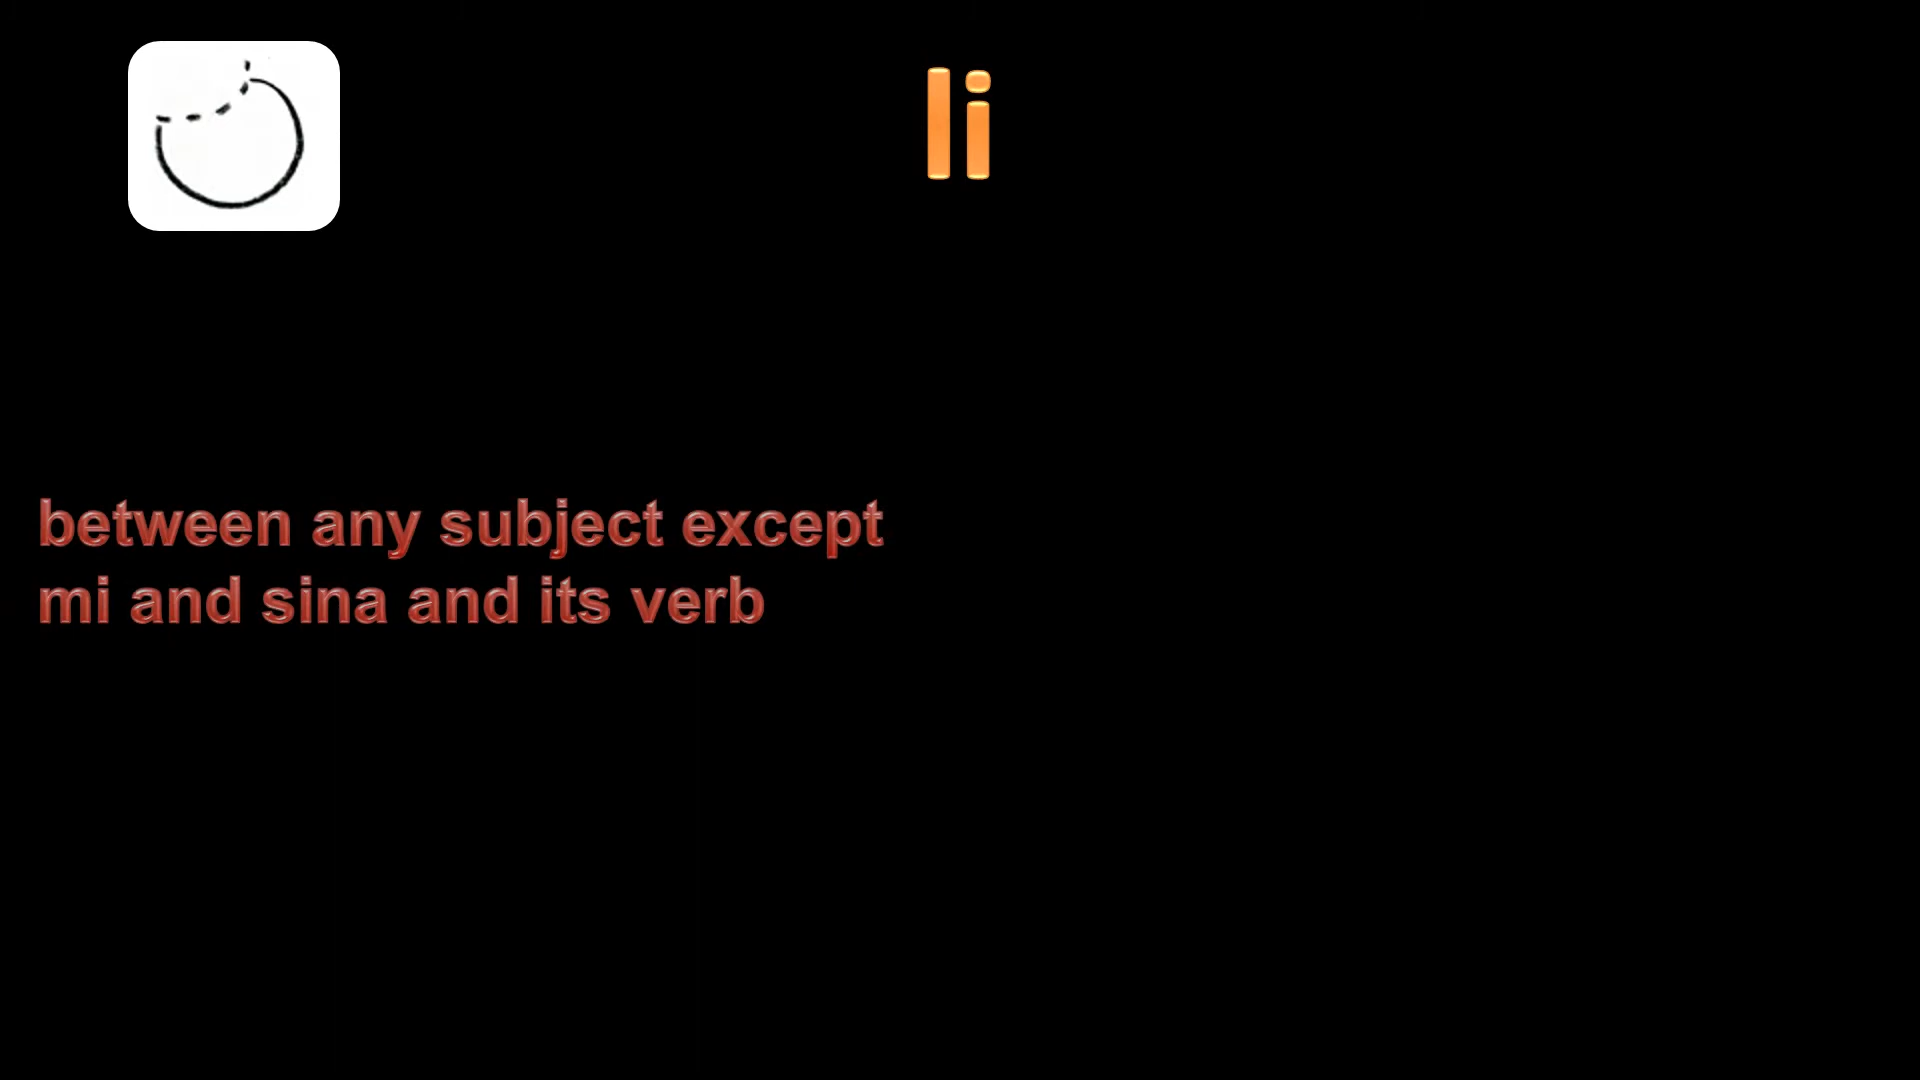 li
between any subject except
mi and sina and its verb